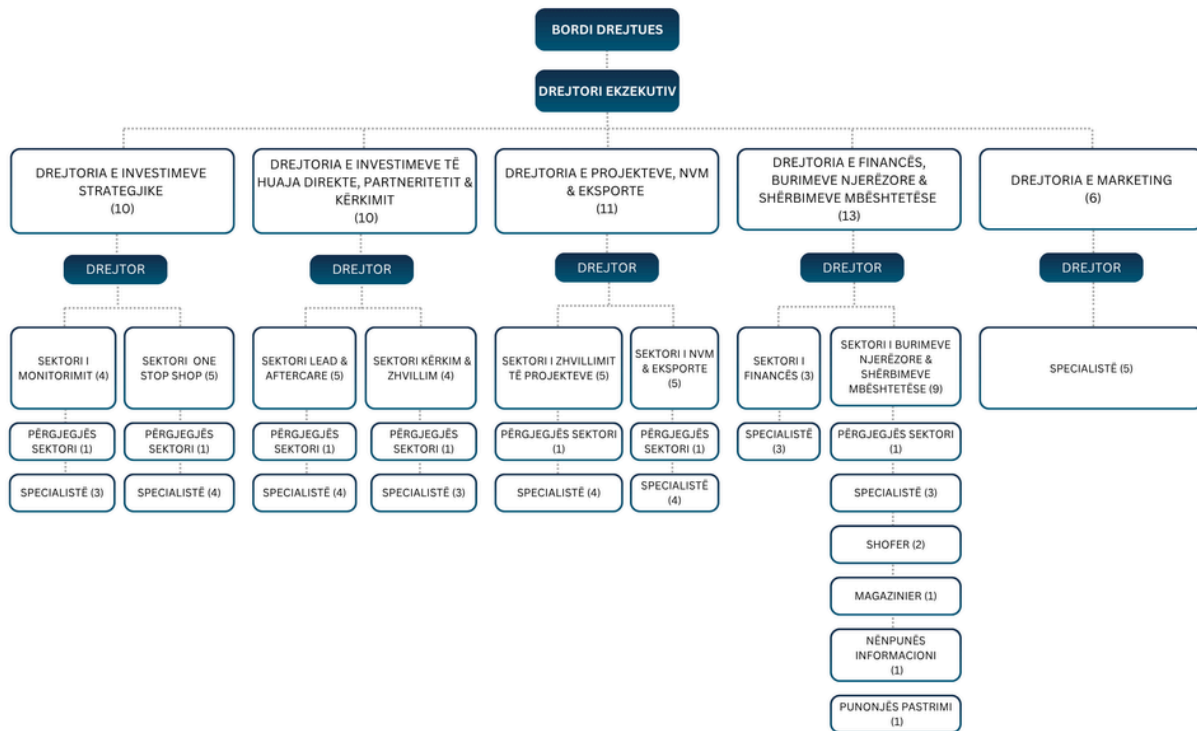 BORDI DREJTUES
DREJTORI EKZEKUTIV
DREJTORIA E INVESTIMEVE
STRATEGJIKE
(10)
DREJTORIA E INVESTIMEVE TË
HUAJA DIREKTE, PARTNERITETIT &
KËRKIMIT
(10)
DREJTORIA E PROJEKTEVE, NVM
& EKSPORTE
(11)
DREJTORIA E FINANCËS,
BURIMEVE NJERËZORE &
SHËRBIMEVE MBËSHTETËSE
(13)
DREJTORIA E MARKETING
(6)
DREJTOR
DREJTOR
DREJTOR
DREJTOR
DREJTOR
SEKTORI I
MONITORIMIT (4)
SEKTORI ONE
STOP SHOP (5)
SEKTORI LEAD &
AFTERCARE (5)
SEKTORI KËRKIM &
ZHVILLIM (4)
SEKTORI I ZHVILLIMIT
TË PROJEKTEVE (5)
SEKTORI I NVM
& EKSPORTE
(5)
SEKTORI I
FINANCËS (3)
SEKTORI I BURIMEVE
NJERËZORE &
SHËRBIMEVE
MBËSHTETËSE (9)
SPECIALISTË (5)
PËRGJEGJËS
SEKTORI (1)
PËRGJEGJËS
SEKTORI (1)
PËRGJEGJËS
SEKTORI (1)
PËRGJEGJËS
SEKTORI (1)
PËRGJEGJËS SEKTORI
(1)
PËRGJEGJËS
SEKTORI (1)
SPECIALISTË
(3)
PËRGJEGJËS SEKTORI
(1)
SPECIALISTË (3)
SPECIALISTË (4)
SPECIALISTË (4)
SPECIALISTË (3)
SPECIALISTË (4)
SPECIALISTË
(4)
SPECIALISTË (3)
SHOFER (2)
MAGAZINIER (1)
NËNPUNËS
INFORMACIONI
(1)
PUNONJËS PASTRIMI
(1)